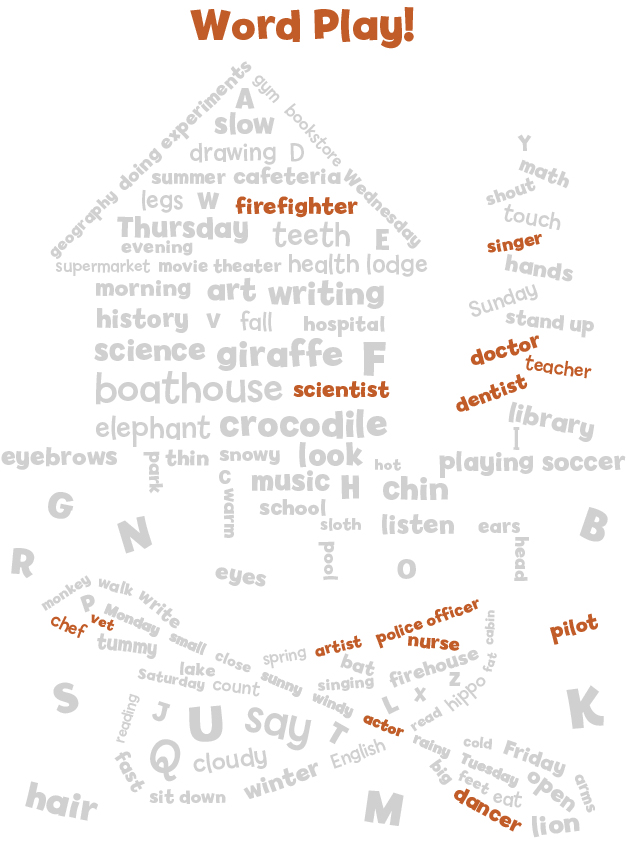 Word Play!
geography doing experiments
gym
A
bookstore
slow
drawing D
summer cafeteria
Wednesday
legs W firefighter
Thursday teeth E
evening
supermarket movie theater health lodge
morning art writing
history V fall hospital
science giraffe F
boathouse scientist
elephant crocodile
Y
math
shout
touch
singer
hands
Sunday
stand up
doctor
teacher
dentist
library
I
eyebrows park thin snowy look hot playing soccer
C music H chin
warm school
sloth listen ears
G N B
R eyes pool O head
monkey walk write
P Monday small
chef vet
tummy close spring artist police officer
nurse cabin pilot
lake bat firehouse fat
Saturday count sunny singing Z
windy L X hippo
S reading J U say T actor read K
Q cloudy English rainy cold Friday
fast winter big Tuesday open arms
sit down feet eat
hair M dancer lion